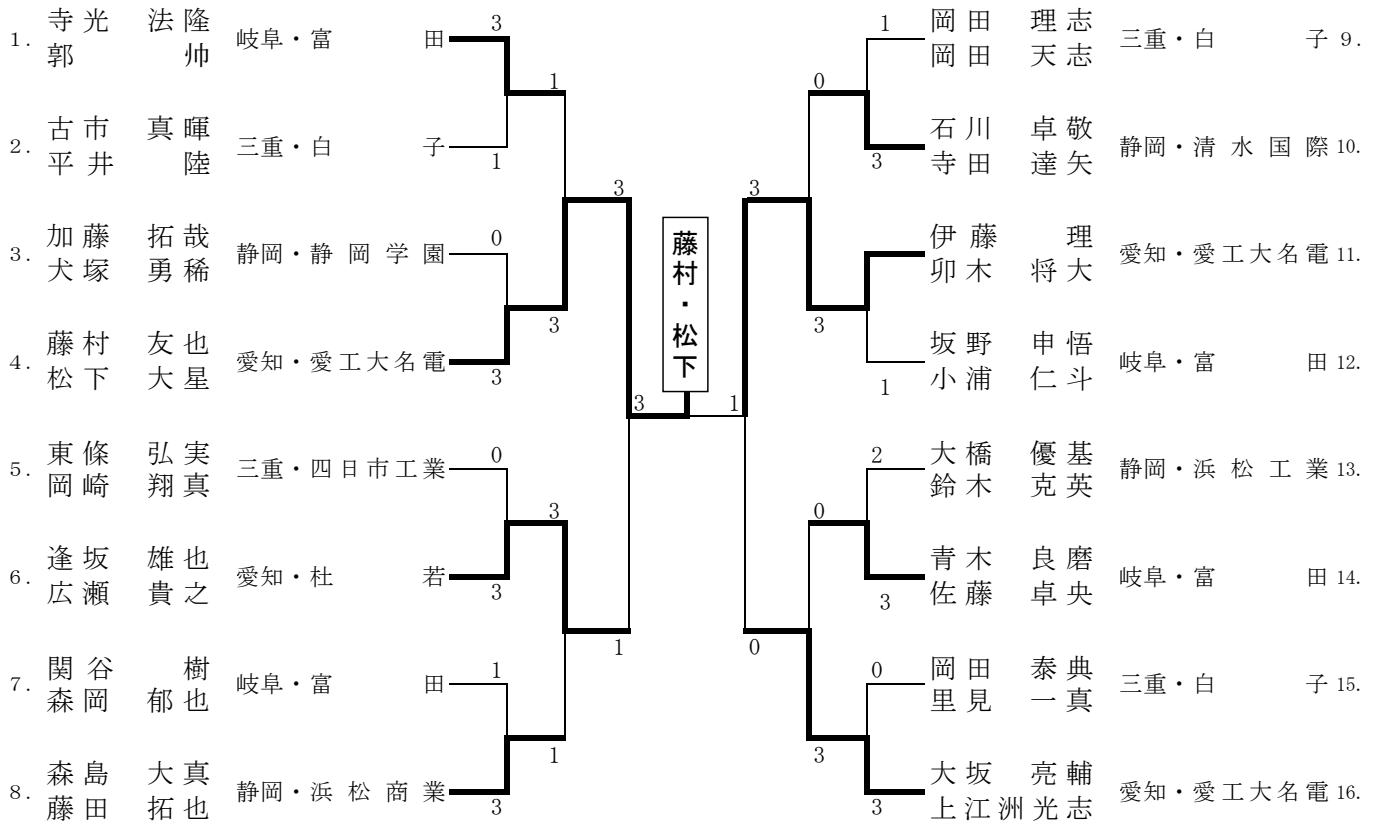 1. 寺光 法隆 岐阜・富 田 3
郭 帅
1
2. 古市 真暉 三重・白 子 1
平井 陸
3
3. 加藤 拓哉 静岡・静岡学園 0
犬塚 勇稀
3
4. 藤村 友也 愛知・愛工大名電 3
松下 大星
藤村・松下
3
1
5. 東條 弘実 三重・四日市工業 0
岡崎 翔真
3
6. 逢坂 雄也 愛知・杜 若 3
広瀬 貴之
1
7. 関谷 樹 岐阜・富 田 1
森岡 郁也
1
8. 森島 大真 静岡・浜松商業 3
藤田 拓也
1 岡田 理志 三重・白 子 9.
岡田 天志
0
3 石川 卓敬 静岡・清水国際 10.
寺田 達矢
3
伊藤 理 愛知・愛工大名電 11.
卯木 将大
3
1 坂野 申悟 岐阜・富 田 12.
小浦 仁斗
2 大橋 優基 静岡・浜松工業 13.
鈴木 克英
0
3 青木 良磨 岐阜・富 田 14.
佐藤 卓央
0
0 岡田 泰典 三重・白 子 15.
里見 一真
3
3 大坂 亮輔 愛知・愛工大名電 16.
上江洲光志